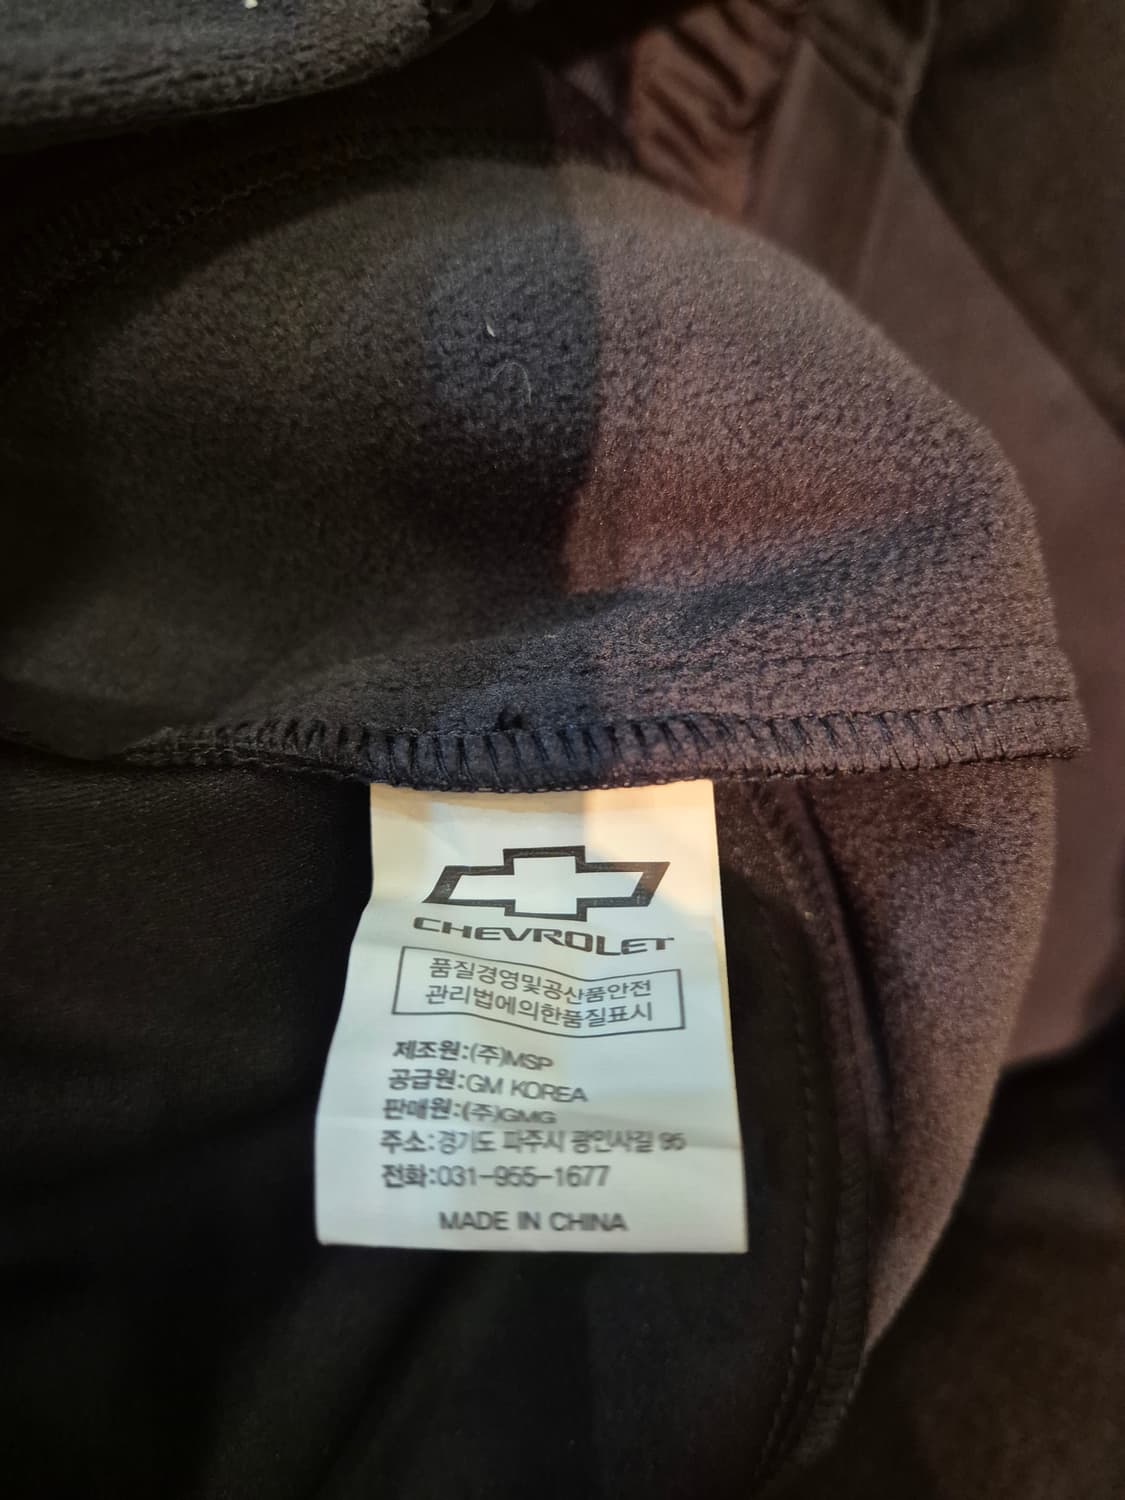 CHEVROLET
품질경영및공산품안전
관리법에의한품질표시
제조원:(주)MSP
공급원:GM KOREA
판매원:(주)GMG
주소:경기도 파주시 광인사길 95
전화:031-955-1677
MADE IN CHINA